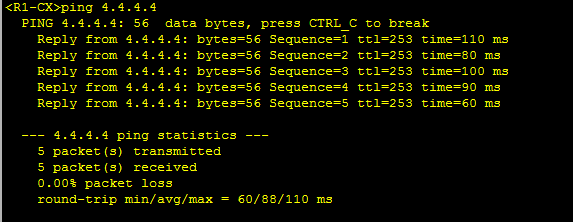 <R1-CX>ping 4.4.4.4
PING 4.4.4.4: 56  data bytes, press CTRL_C to break
Reply from 4.4.4.4: bytes=56 Sequence=1 ttl=253 time=110 ms
Reply from 4.4.4.4: bytes=56 Sequence=2 ttl=253 time=80 ms
Reply from 4.4.4.4: bytes=56 Sequence=3 ttl=253 time=100 ms
Reply from 4.4.4.4: bytes=56 Sequence=4 ttl=253 time=90 ms
Reply from 4.4.4.4: bytes=56 Sequence=5 ttl=253 time=60 ms
--- 4.4.4.4 ping statistics ---
5 packet(s) transmitted
5 packet(s) received
0.00% packet loss
round-trip min/avg/max = 60/88/110 ms